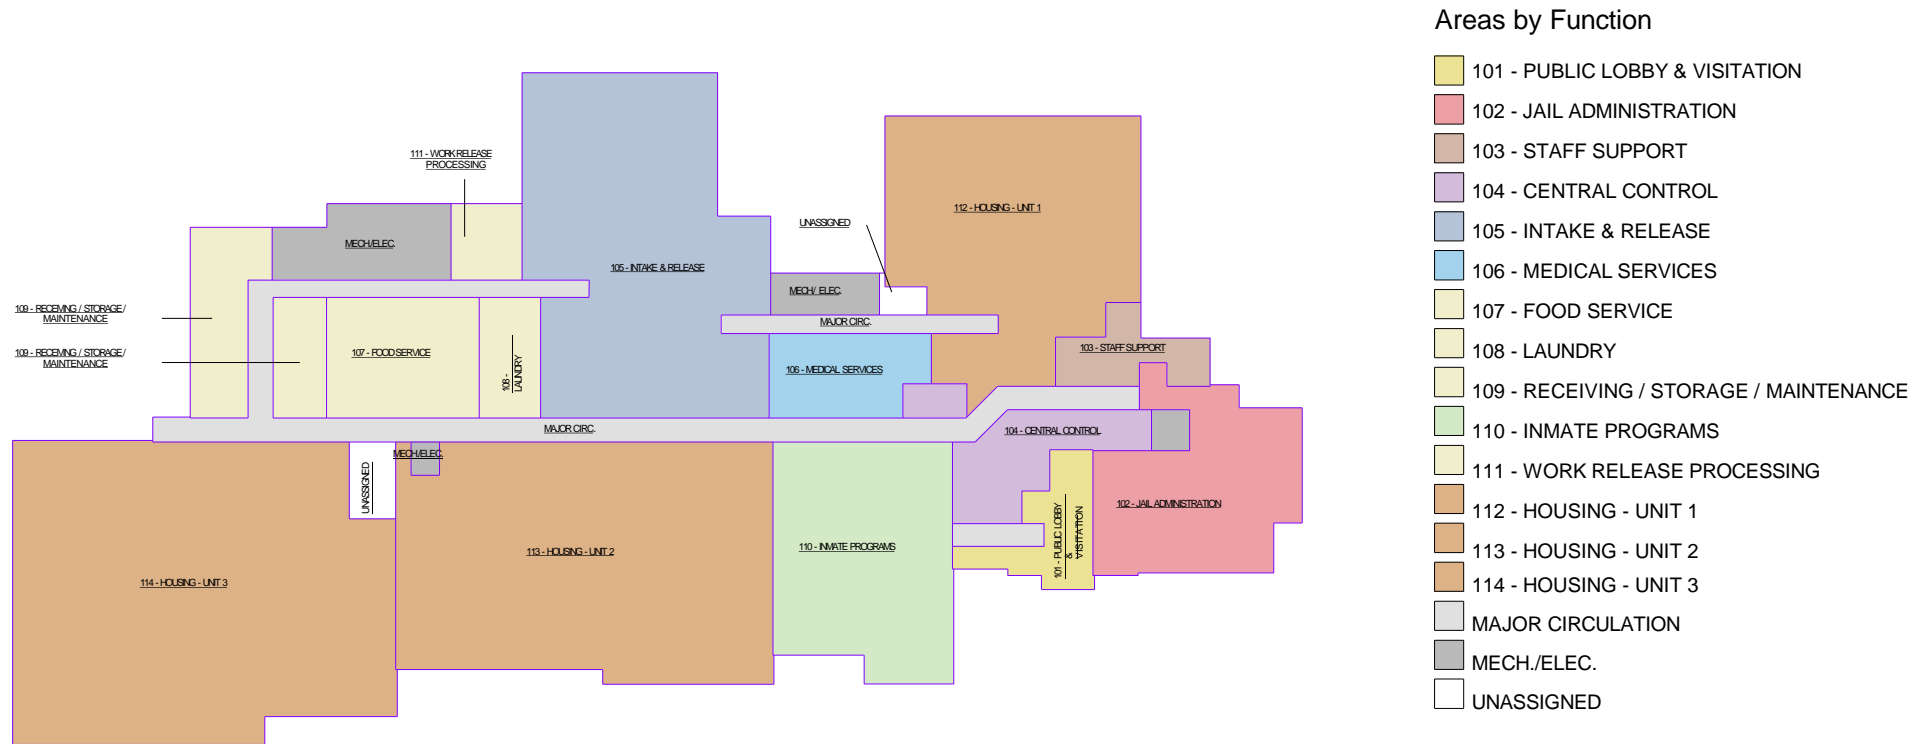 Areas by Function
101 - PUBLIC LOBBY & VISITATION
102 - JAIL ADMINISTRATION
103 - STAFF SUPPORT
104 - CENTRAL CONTROL
105 - INTAKE & RELEASE
106 - MEDICAL SERVICES
107 - FOOD SERVICE
108 - LAUNDRY
109 - RECEIVING / STORAGE / MAINTENANCE
110 - INMATE PROGRAMS
111 - WORK RELEASE PROCESSING
112 - HOUSING - UNIT 1
113 - HOUSING - UNIT 2
114 - HOUSING - UNIT 3
MAJOR CIRCULATION
MECH./ELEC.
UNASSIGNED
111 - WORK RELEASE
PROCESSING
112 - HOUSING - UNIT 1
UNASSIGNED
MECH/ELEC.
105 - INTAKE & RELEASE
MECH/ ELEC.
109 - RECEIVING / STORAGE /
MAINTENANCE
MAJOR CIRC.
109 - RECEIVING / STORAGE /
MAINTENANCE
107 - FOOD SERVICE
108 -
LAUNDRY
103 - STAFF SUPPORT
106 - MEDICAL SERVICES
MAJOR CIRC.
104 - CENTRAL CONTROL
MECH/ELEC.
UNASSIGNED
102 - JAIL ADMINISTRATION
101 - PUBLIC LOBBY
&
VISITATION
113 - HOUSING - UNIT 2
110 - INMATE PROGRAMS
114 - HOUSING - UNIT 3